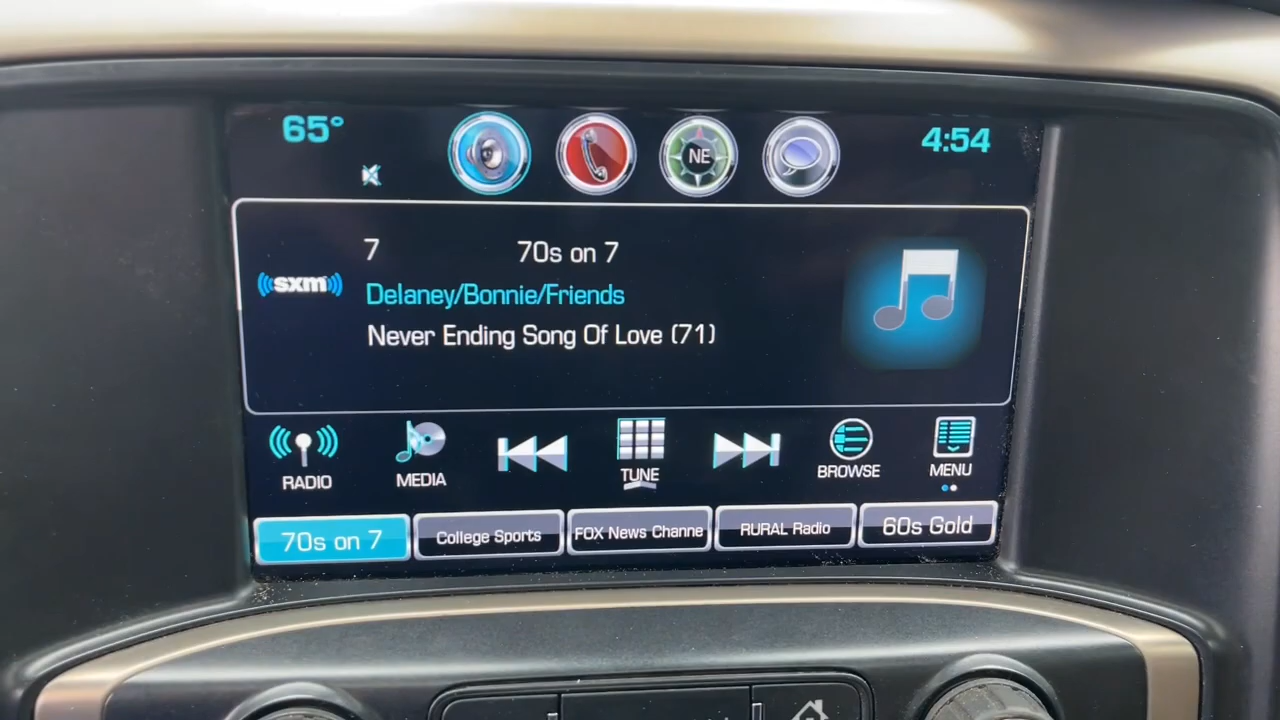 65°
NE
4:54
7 70s on 7
sxm
Delaney/Bonnie/Friends
Never Ending Song Of Love (71)
RADIO
MEDIA
TUNE
BROWSE
MENU
70s on 7
College Sports
FOX News Channe
RURAL Radio
60s Gold